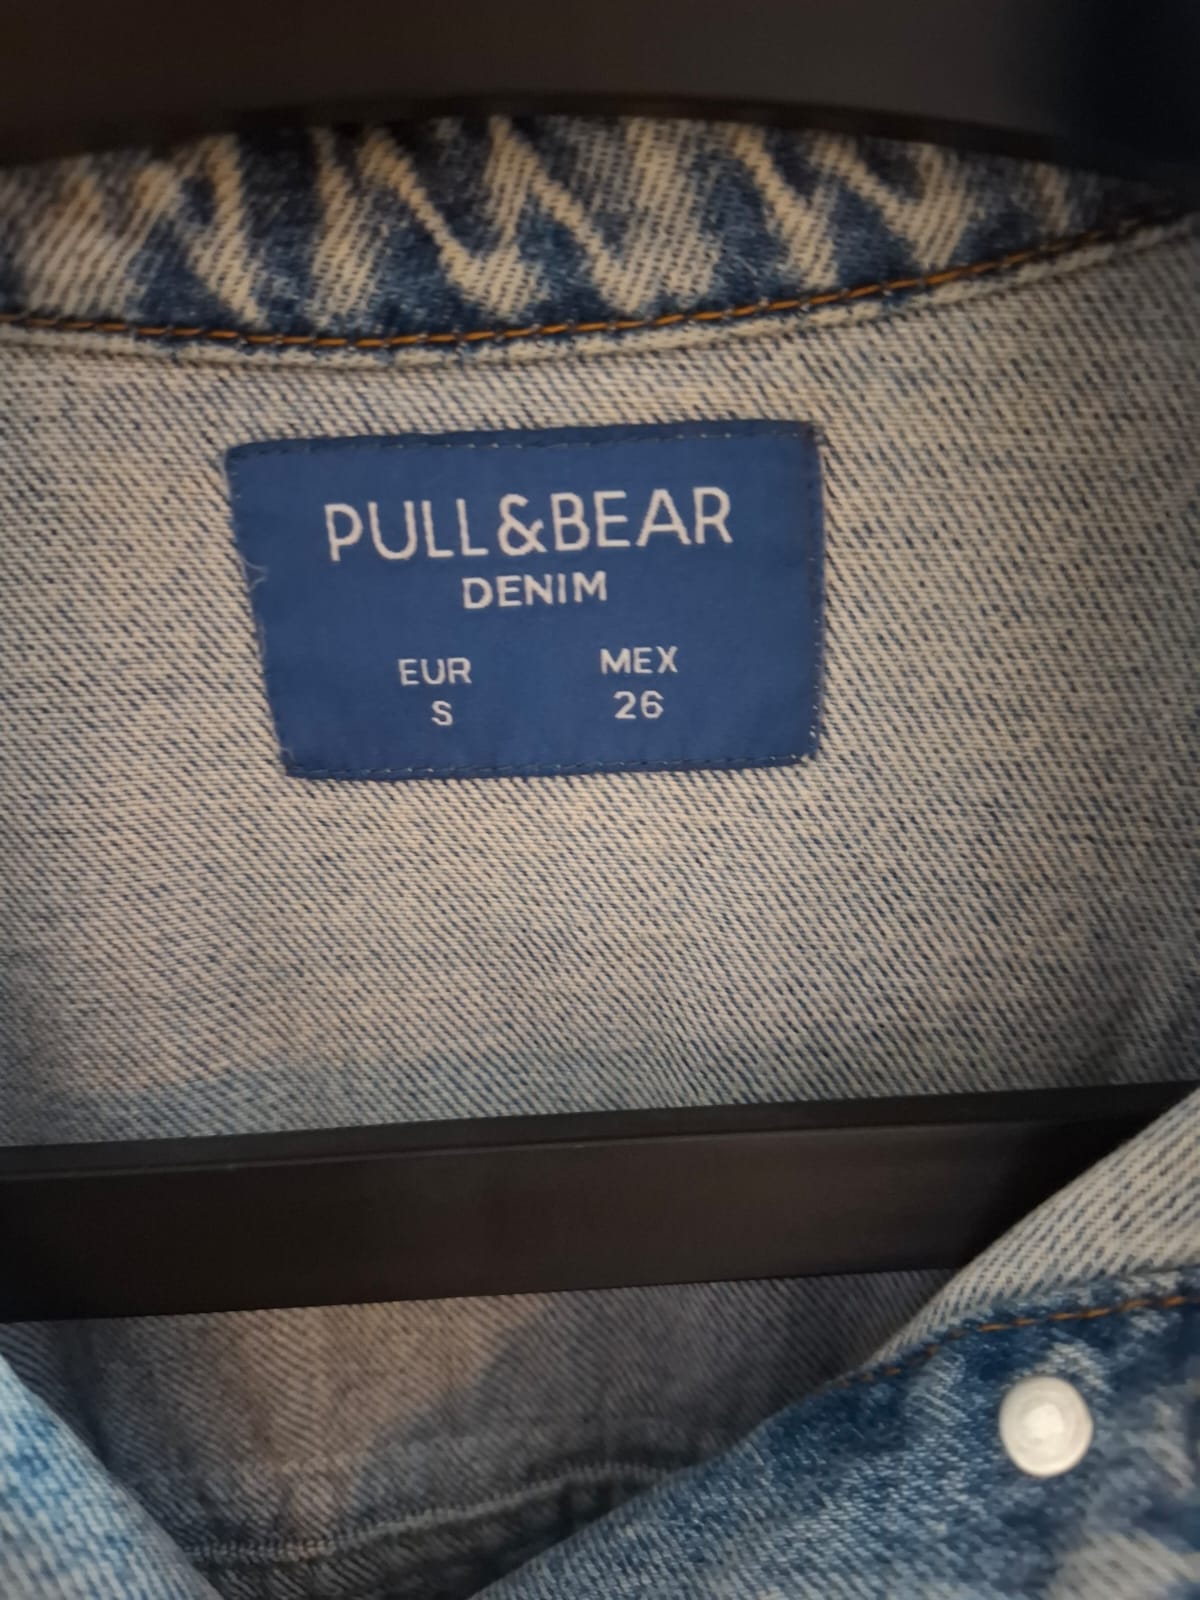 PULL&BEAR
DENIM
EUR MEX
S 26